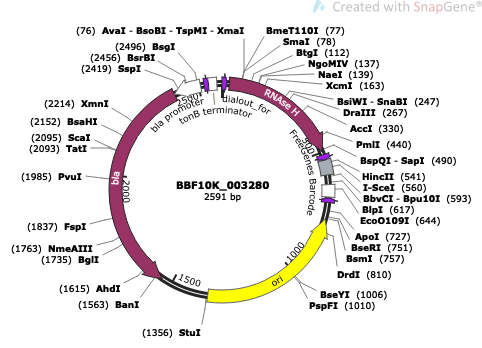 Created with SnapGene®
(76) AvaI - BsoBI - TspMI - XmaI
BmeT110I (77)
(2496) BsgI
SmaI (78)
(2456) BsrBI
BtgI (112)
(2419) SspI
NgoMIV (137)
NaeI (139)
XcmI (163)
(2214) XmnI
BsiWI - SnaBI (247)
(2152) BsaHI
DraIII (267)
(2095) ScaI
AccI (330)
(2093) TatI
PmlI (440)
BspQI - SapI (490)
(1985) PvuI
HincII (541)
I-SceI (560)
BbvCI - Bpu10I (593)
BlpI (617)
(1837) FspI
EcoO109I (644)
(1763) NmeAIII
ApoI (727)
(1735) BglI
BseRI (751)
BsmI (757)
DrdI (810)
(1615) AhdI
BseYI (1006)
(1563) BanI
PspFI (1010)
(1356) StuI
bla promoter
tonB terminator
dialout_for
RNAse H
FreeGenes Barcode
bla
ori
BBF10K_003280
2591 bp
500
1000
1500
2000
2500